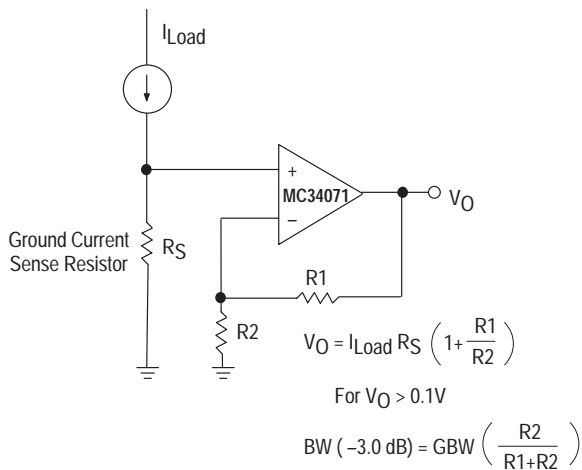 I_Load
+
MC34071
–
V_O
Ground Current
Sense Resistor
R_S
R1
R2
V_O = I_Load R_S ( 1+ R1/R2 )
For V_O > 0.1V
BW ( –3.0 dB) = GBW ( R2/R1+R2 )